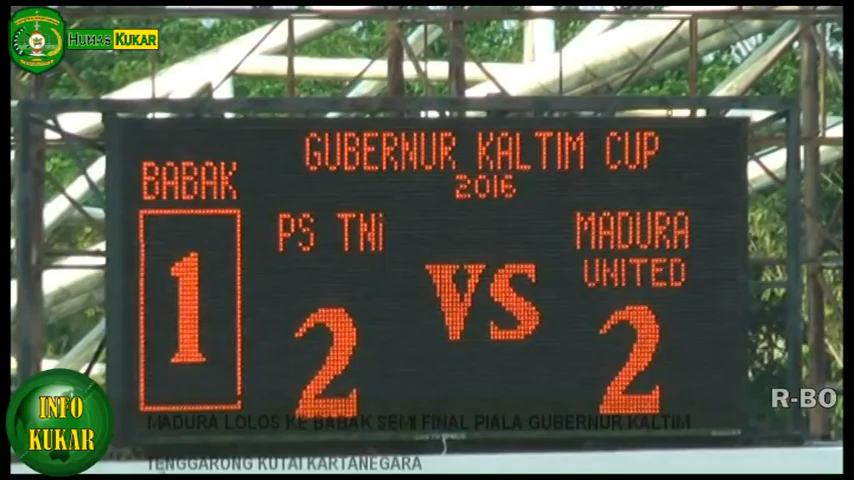 HUMAS KUKAR
GUBERNUR KALTIM CUP
2016
BABAK
1
PS TNi
2
VS
MADURA
UNITED
2
R-BO
INFO
KUKAR
MADURA LOLOS KE BABAK SEMI FINAL PIALA GUBERNUR KALTIM
TENGGARONG KUTAI KARTANEGARA